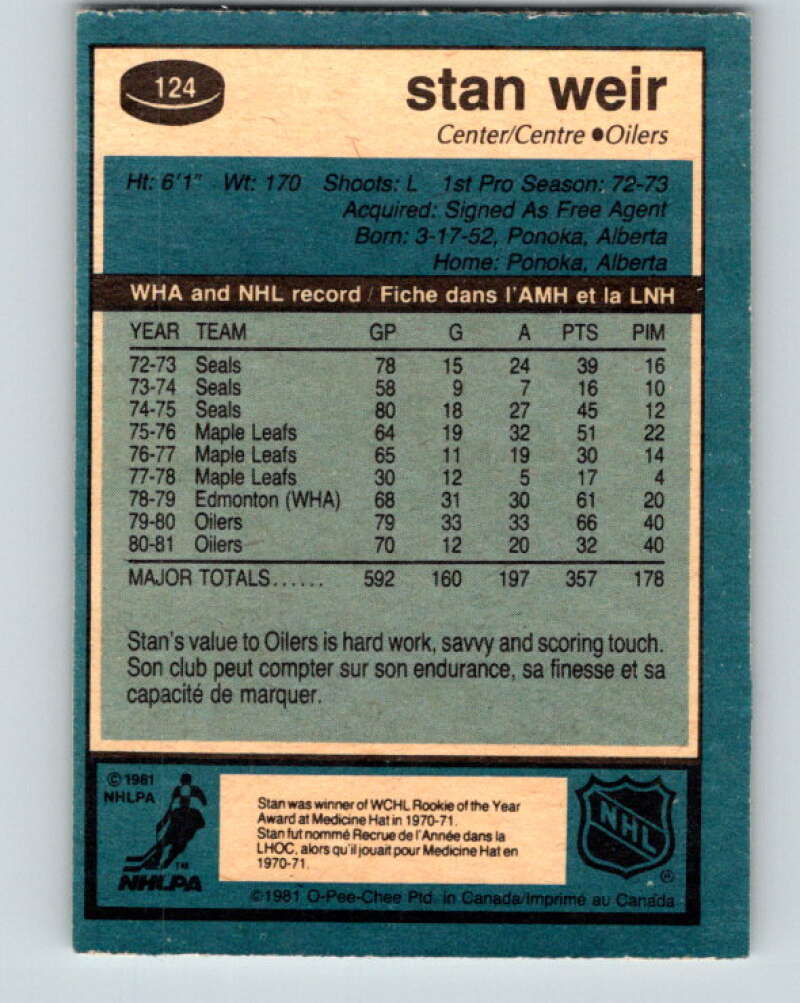 124
stan weir
Center/Centre ● Oilers
Ht: 6'1" Wt: 170 Shoots: L 1st Pro Season: 72-73
Acquired: Signed As Free Agent
Born: 3-17-52, Ponoka, Alberta
Home: Ponoka, Alberta
WHA and NHL record / Fiche dans l'AMH et la LNH
YEAR TEAM GP G A PTS PIM
72-73 Seals 78 15 24 39 16
73-74 Seals 58 9 7 16 10
74-75 Seals 80 18 27 45 12
75-76 Maple Leafs 64 19 32 51 22
76-77 Maple Leafs 65 11 19 30 14
77-78 Maple Leafs 30 12 5 17 4
78-79 Edmonton (WHA) 68 31 30 61 20
79-80 Oilers 79 33 33 66 40
80-81 Oilers 70 12 20 32 40
MAJOR TOTALS...... 592 160 197 357 178
Stan's value to Oilers is hard work, savvy and scoring touch.
Son club peut compter sur son endurance, sa finesse et sa
capacité de marquer.
© 1981
NHLPA
TM
NHLPA
Stan was winner of WCHL Rookie of the Year
Award at Medicine Hat in 1970-71.
Stan fut nommé Recrue de l'Année dans la
LHOC, alors qu'il jouait pour Medicine Hat en
1970-71.
NHL
®
©1981 O-Pee-Chee Ptd. in Canada/Imprimé au Canada